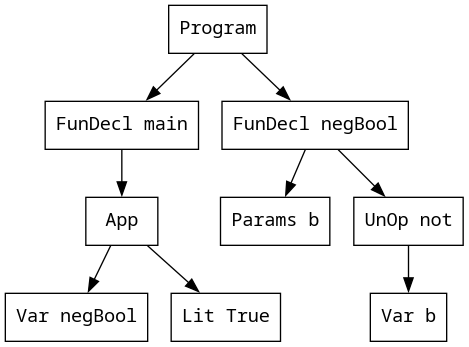 Program
FunDecl main
FunDecl negBool
App
Params b
UnOp not
Var negBool
Lit True
Var b